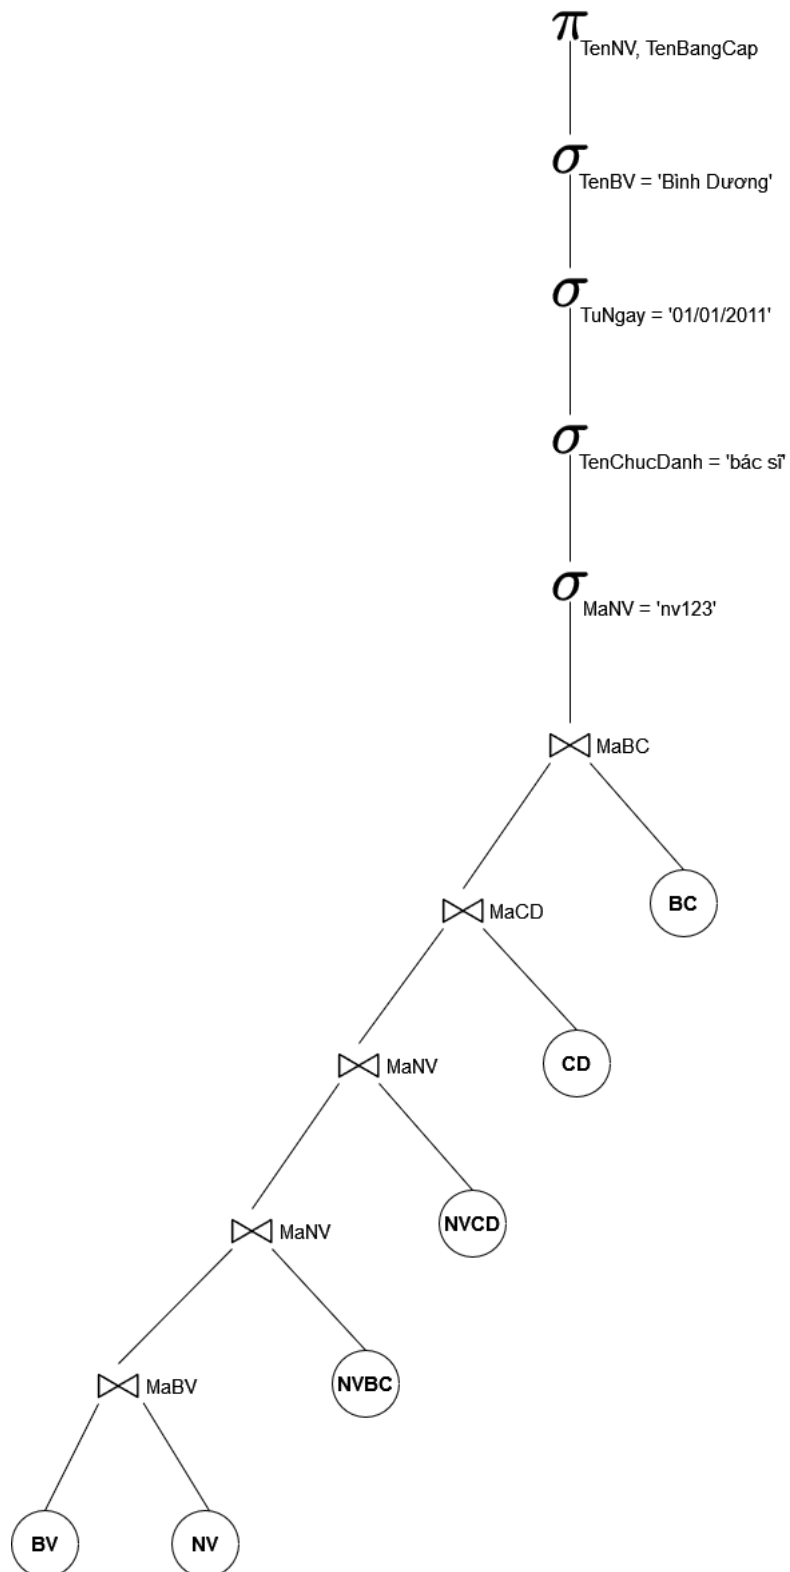 π TenNV, TenBangCap
σ TenBV = 'Bình Dương'
σ TuNgay = '01/01/2011'
σ TenChucDanh = 'bác sĩ'
σ MaNV = 'nv123'
⋈ MaBC
BC
⋈ MaCD
CD
⋈ MaNV
NVCD
⋈ MaNV
NVBC
⋈ MaBV
BV
NV